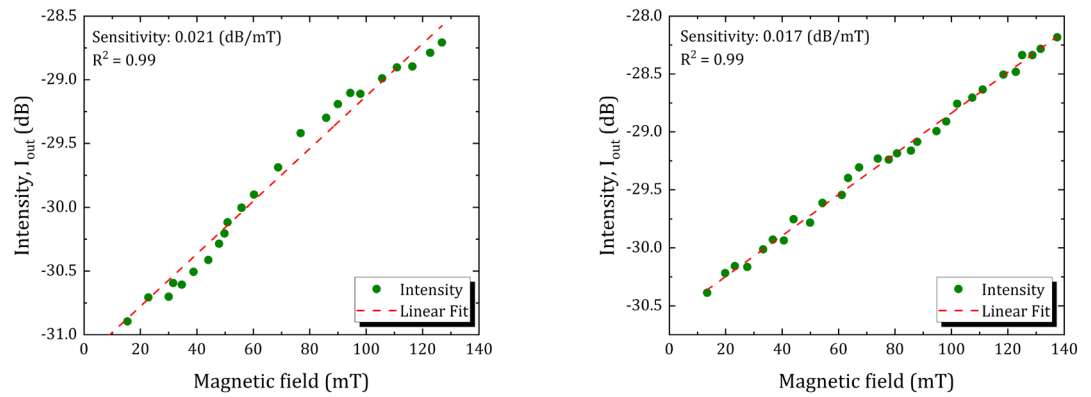 Sensitivity: 0.021 (dB/mT)
R² = 0.99
Intensity, I_out (dB)
-28.5
-29.0
-29.5
-30.0
-30.5
-31.0
Intensity
Linear Fit
0 20 40 60 80 100 120 140
Magnetic field (mT)
Sensitivity: 0.017 (dB/mT)
R² = 0.99
Intensity, I_out (dB)
-28.0
-28.5
-29.0
-29.5
-30.0
-30.5
Intensity
Linear Fit
0 20 40 60 80 100 120 140
Magnetic field (mT)